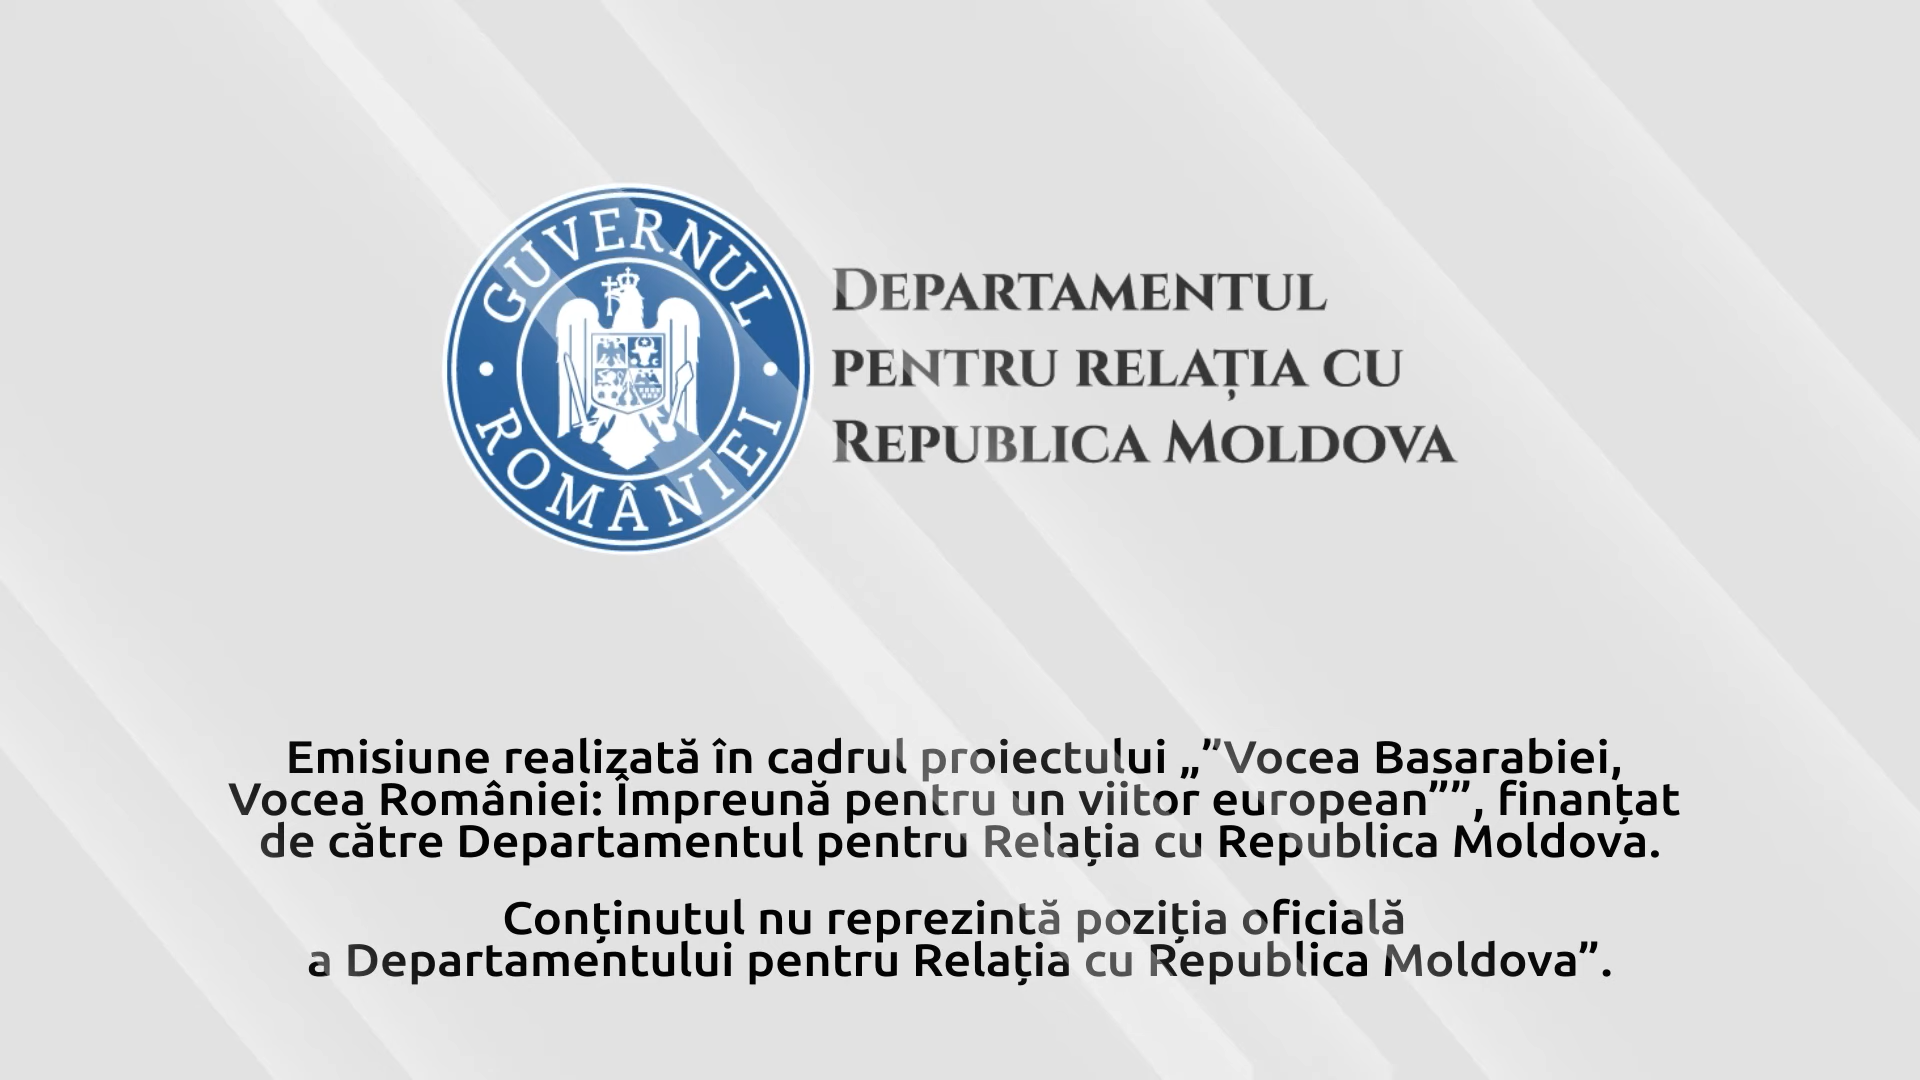 GUVERNUL
ROMÂNIEI
DEPARTAMENTUL
PENTRU RELAȚIA CU
REPUBLICA MOLDOVA
Emisiune realizată în cadrul proiectului „”Vocea Basarabiei,
Vocea României: Împreună pentru un viitor european””, finanțat
de către Departamentul pentru Relația cu Republica Moldova.
Conținutul nu reprezintă poziția oficială
a Departamentului pentru Relația cu Republica Moldova”.